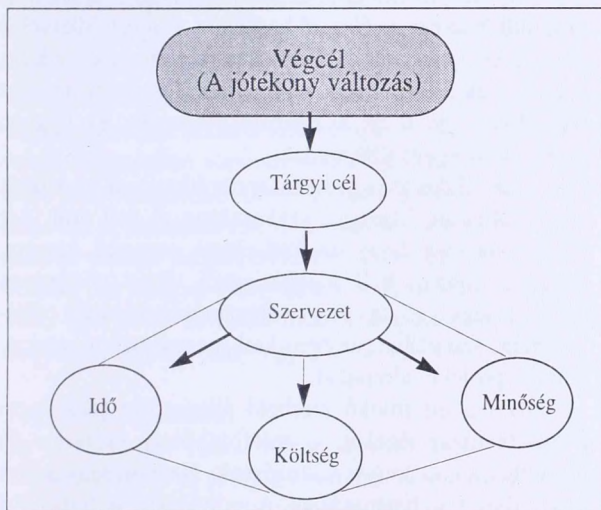 Végcél
(A jótékony változás)
Tárgyi cél
Szervezet
Idő
Költség
Minőség